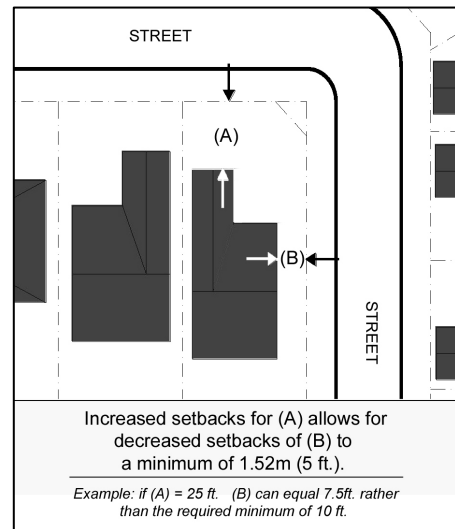 STREET
(A)
(B)
STREET
Increased setbacks for (A) allows for
decreased setbacks of (B) to
a minimum of 1.52m (5 ft.).
Example: if (A) = 25 ft. (B) can equal 7.5ft. rather
than the required minimum of 10 ft.